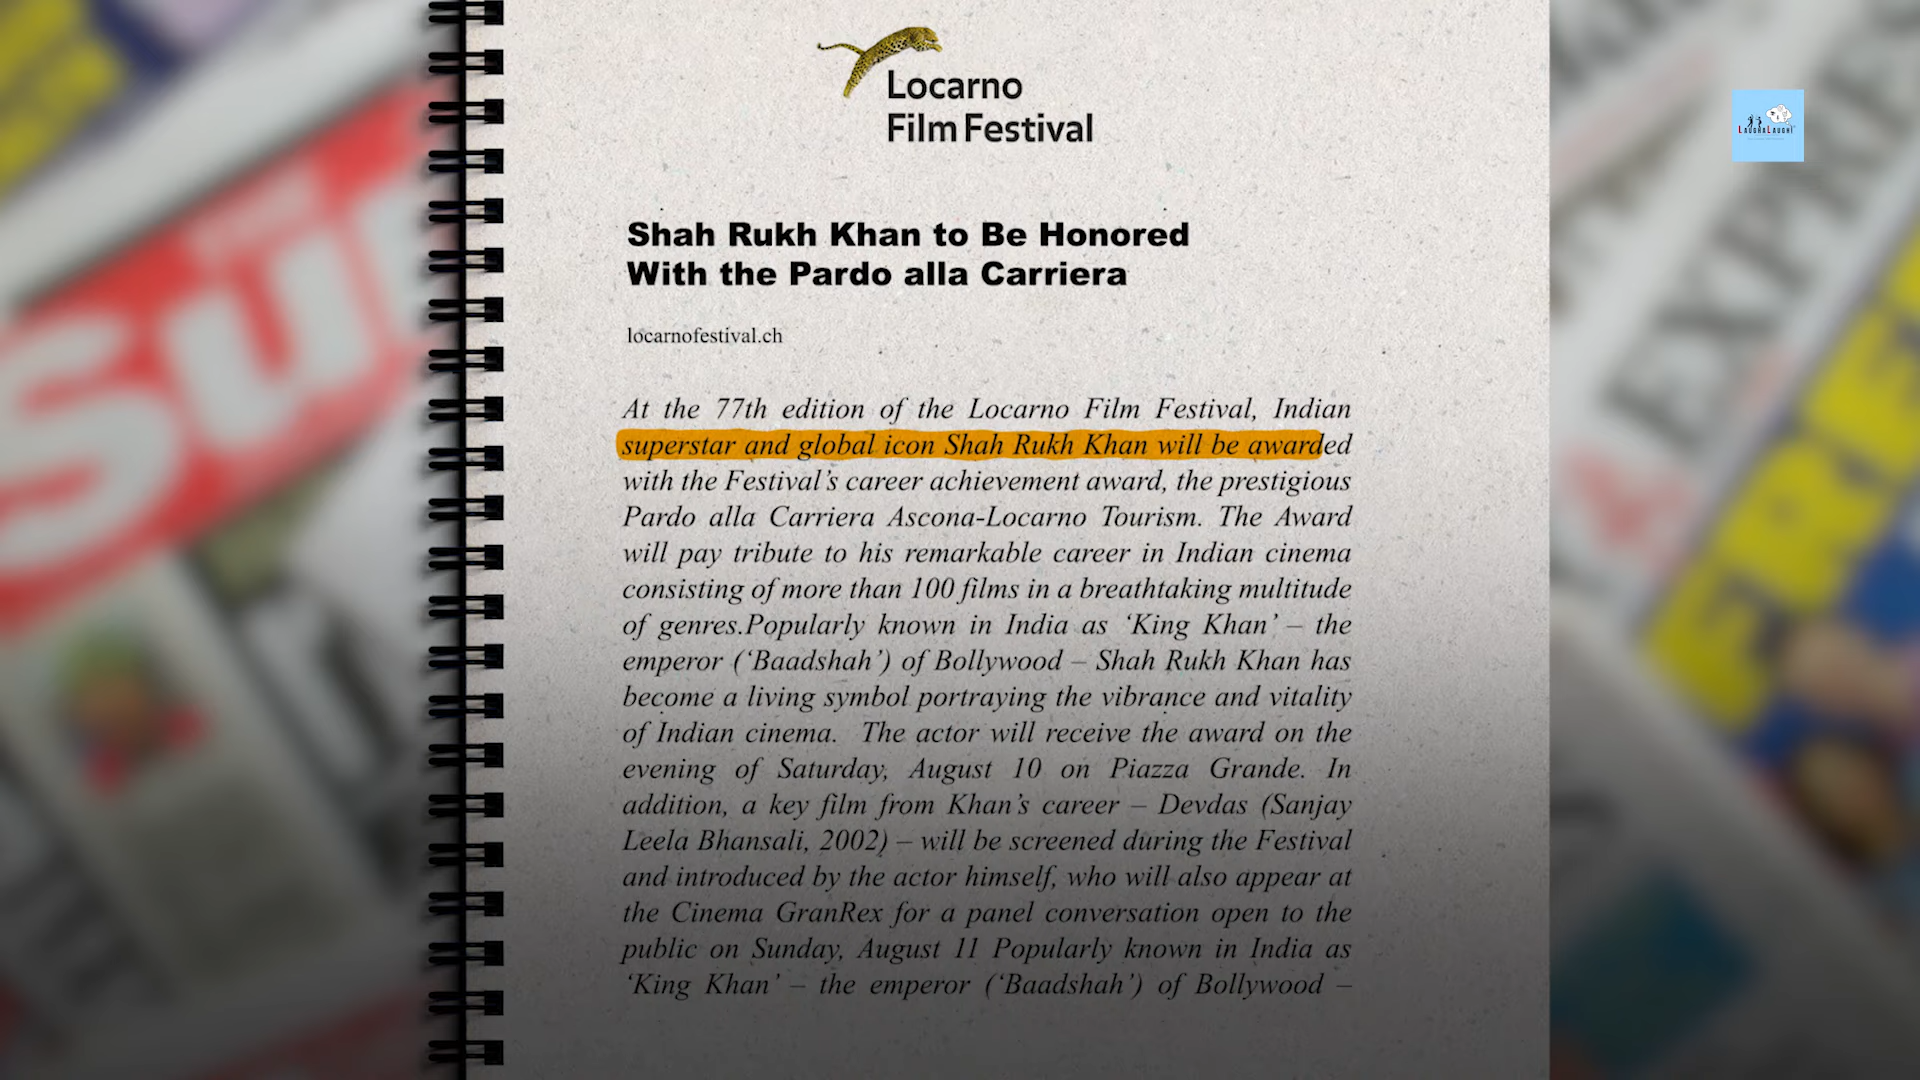 Locarno
Film Festival
LaughaLaughi
Shah Rukh Khan to Be Honored
With the Pardo alla Carriera
locarnofestival.ch
At the 77th edition of the Locarno Film Festival, Indian
superstar and global icon Shah Rukh Khan will be awarded
with the Festival’s career achievement award, the prestigious
Pardo alla Carriera Ascona-Locarno Tourism. The Award
will pay tribute to his remarkable career in Indian cinema
consisting of more than 100 films in a breathtaking multitude
of genres.Popularly known in India as ‘King Khan’ – the
emperor (‘Baadshah’) of Bollywood – Shah Rukh Khan has
become a living symbol portraying the vibrance and vitality
of Indian cinema. The actor will receive the award on the
evening of Saturday, August 10 on Piazza Grande. In
addition, a key film from Khan’s career – Devdas (Sanjay
Leela Bhansali, 2002) – will be screened during the Festival
and introduced by the actor himself, who will also appear at
the Cinema GranRex for a panel conversation open to the
public on Sunday, August 11 Popularly known in India as
‘King Khan’ – the emperor (‘Baadshah’) of Bollywood –